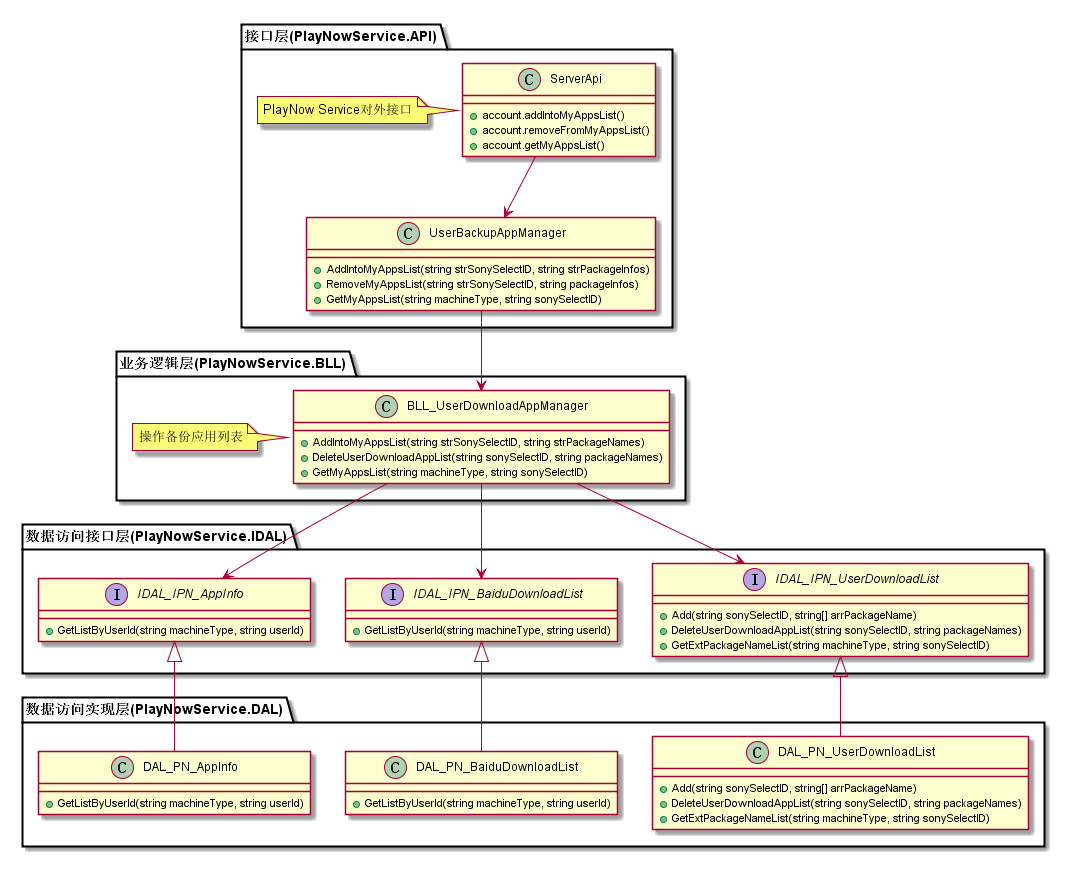 接口层(PlayNowService.API)
C ServerApi
PlayNow Service对外接口
account.addIntoMyAppsList()
account.removeFromMyAppsList()
account.getMyAppsList()
C UserBackupAppManager
AddIntoMyAppsList(string strSonySelectID, string strPackageInfos)
RemoveMyAppsList(string strSonySelectID, string packageInfos)
GetMyAppsList(string machineType, string sonySelectID)
业务逻辑层(PlayNowService.BLL)
C BLL_UserDownloadAppManager
操作备份应用列表
AddIntoMyAppsList(string strSonySelectID, string strPackageNames)
DeleteUserDownloadAppList(string sonySelectID, string packageNames)
GetMyAppsList(string machineType, string sonySelectID)
数据访问接口层(PlayNowService.IDAL)
I IDAL_IPN_AppInfo
GetListByUserId(string machineType, string userId)
I IDAL_IPN_BaiduDownloadList
GetListByUserId(string machineType, string userId)
I IDAL_IPN_UserDownloadList
Add(string sonySelectID, string[] arrPackageName)
DeleteUserDownloadAppList(string sonySelectID, string packageNames)
GetExtPackageNameList(string machineType, string sonySelectID)
数据访问实现层(PlayNowService.DAL)
C DAL_PN_AppInfo
GetListByUserId(string machineType, string userId)
C DAL_PN_BaiduDownloadList
GetListByUserId(string machineType, string userId)
C DAL_PN_UserDownloadList
Add(string sonySelectID, string[] arrPackageName)
DeleteUserDownloadAppList(string sonySelectID, string packageNames)
GetExtPackageNameList(string machineType, string sonySelectID)